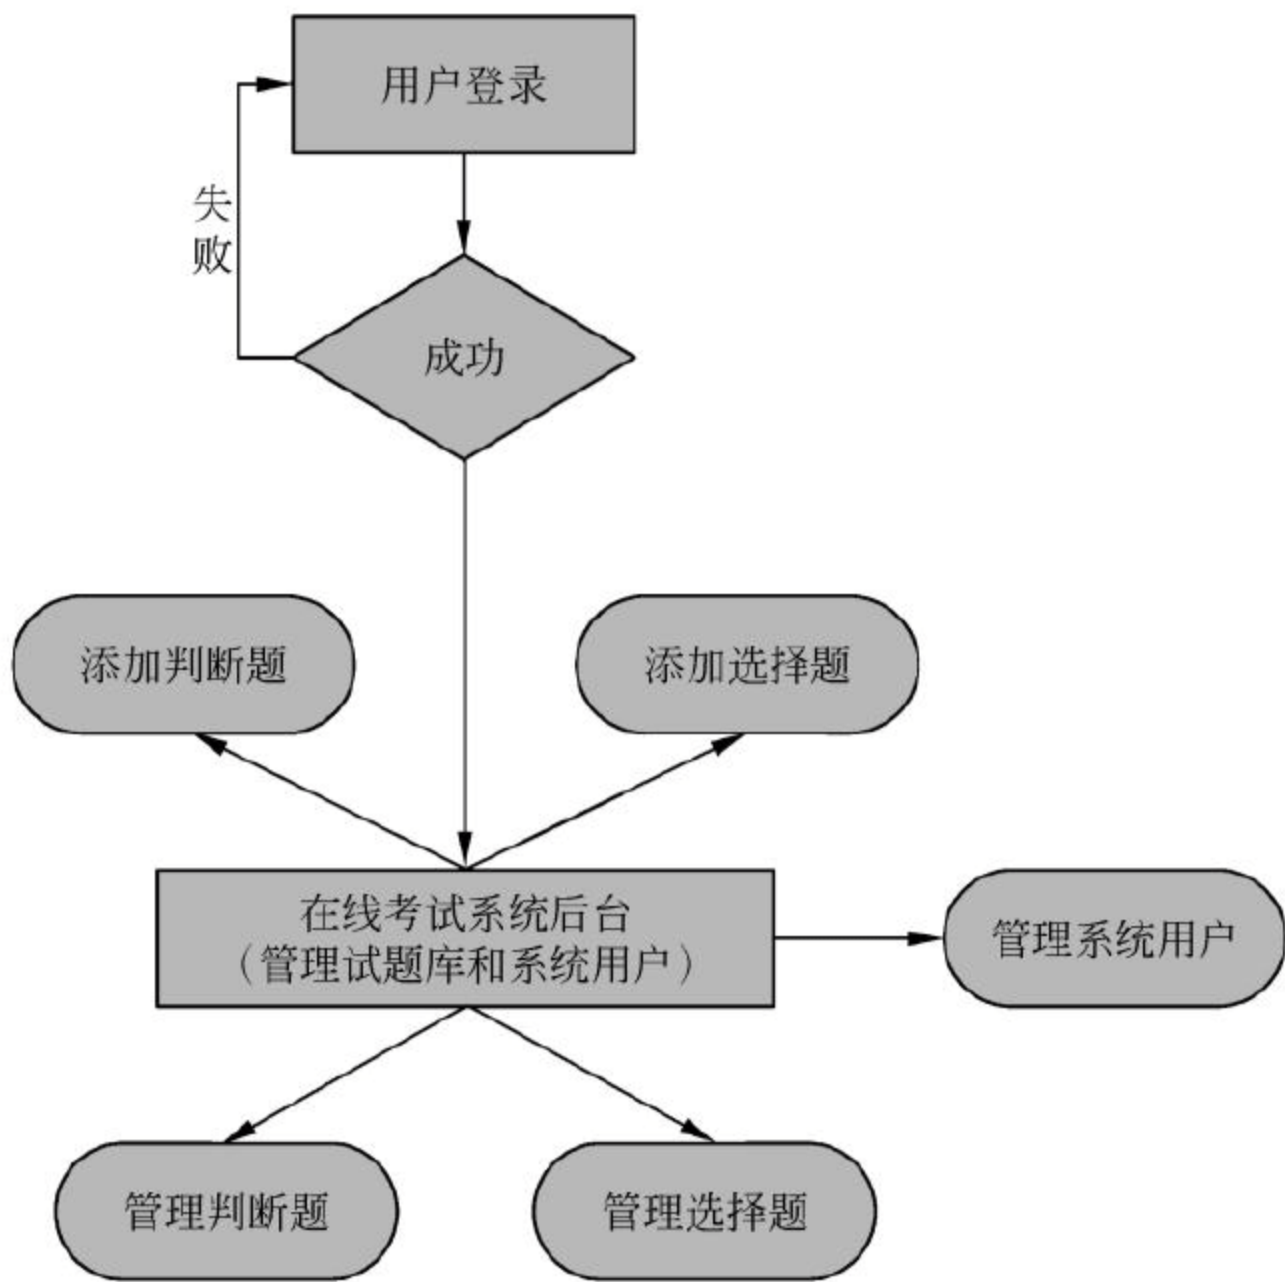 用户登录
失
败
成功
添加判断题
添加选择题
在线考试系统后台
（管理试题库和系统用户）
管理系统用户
管理判断题
管理选择题